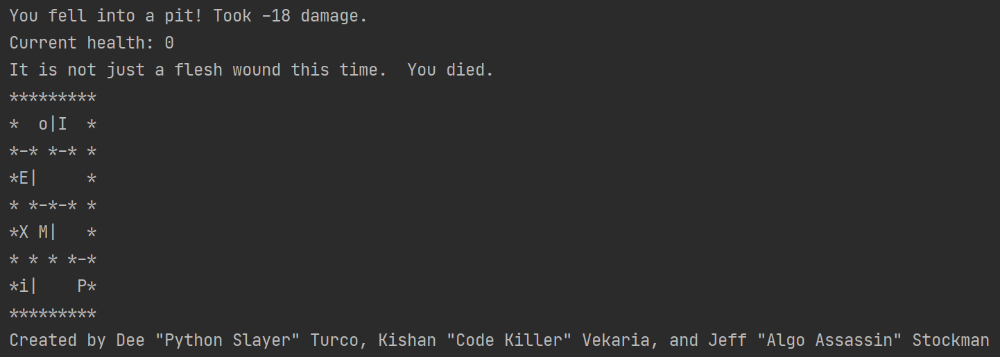 You fell into a pit! Took -18 damage.
Current health: 0
It is not just a flesh wound this time.  You died.
*********
*  o|I  *
*-* *-* *
*E|     *
* *-*-* *
*X M|   *
* * * *-*
*i|    P*
*********
Created by Dee "Python Slayer" Turco, Kishan "Code Killer" Vekaria, and Jeff "Algo Assassin" Stockman